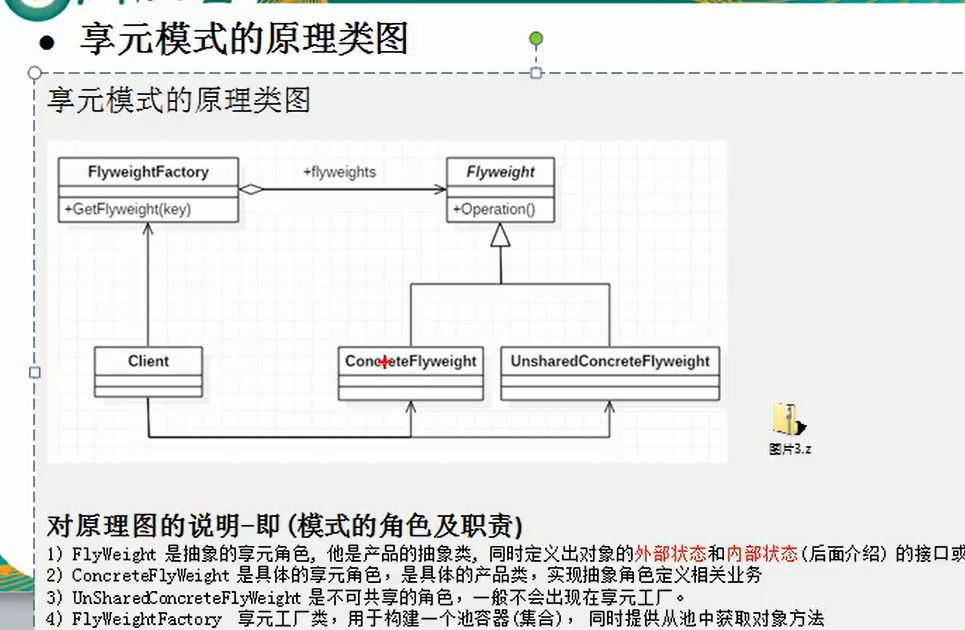 ● 享元模式的原理类图
享元模式的原理类图
FlyweightFactory
+flyweights
Flyweight
+GetFlyweight(key)
+Operation()
Client
ConcreteFlyweight
UnsharedConcreteFlyweight
图片3.z
对原理图的说明-即(模式的角色及职责)
1) FlyWeight 是抽象的享元角色, 他是产品的抽象类, 同时定义出对象的外部状态和内部状态(后面介绍) 的接口或
2) ConcreteFlyWeight 是具体的享元角色，是具体的产品类，实现抽象角色定义相关业务
3) UnSharedConcreteFlyWeight 是不可共享的角色，一般不会出现在享元工厂。
4) FlyWeightFactory 享元工厂类，用于构建一个池容器(集合)， 同时提供从池中获取对象方法